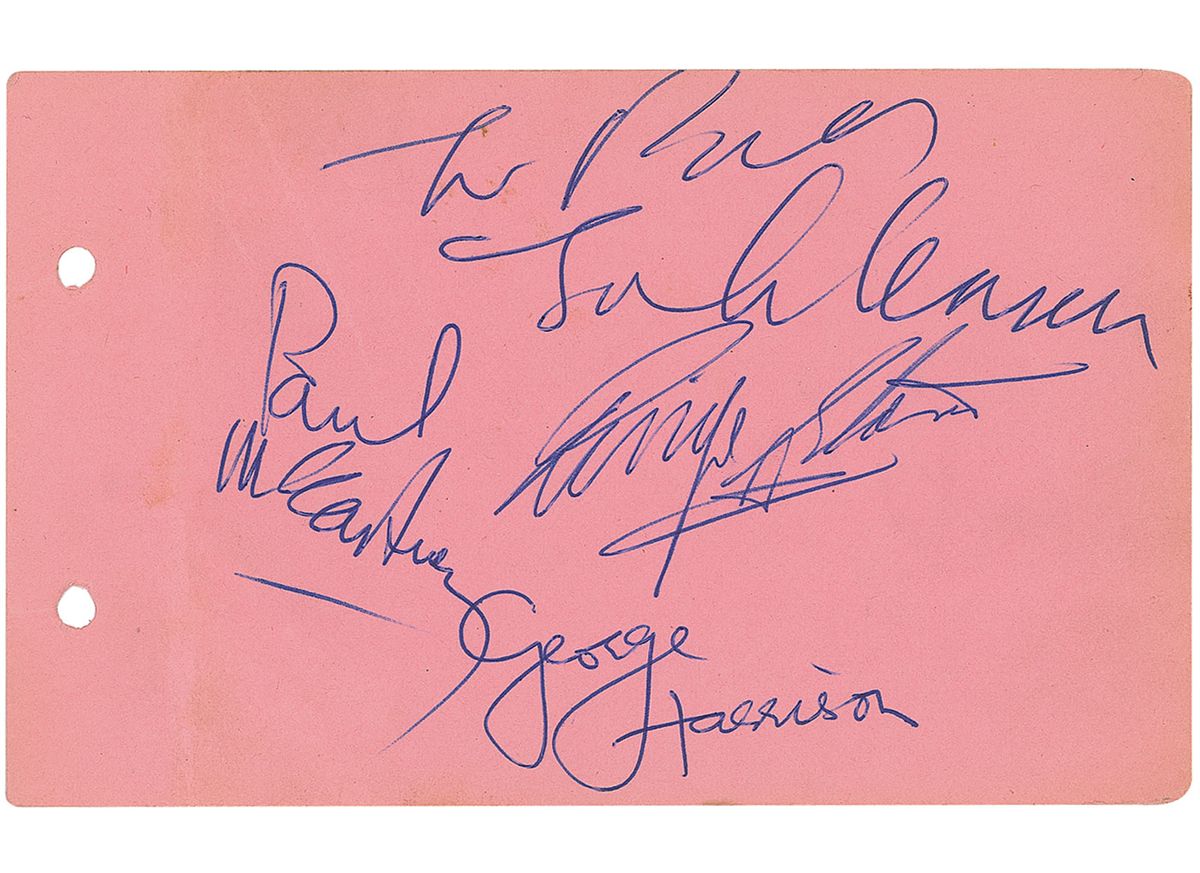 To
John Lennon
Paul
McCartney
Ringo Starr
George
Harrison